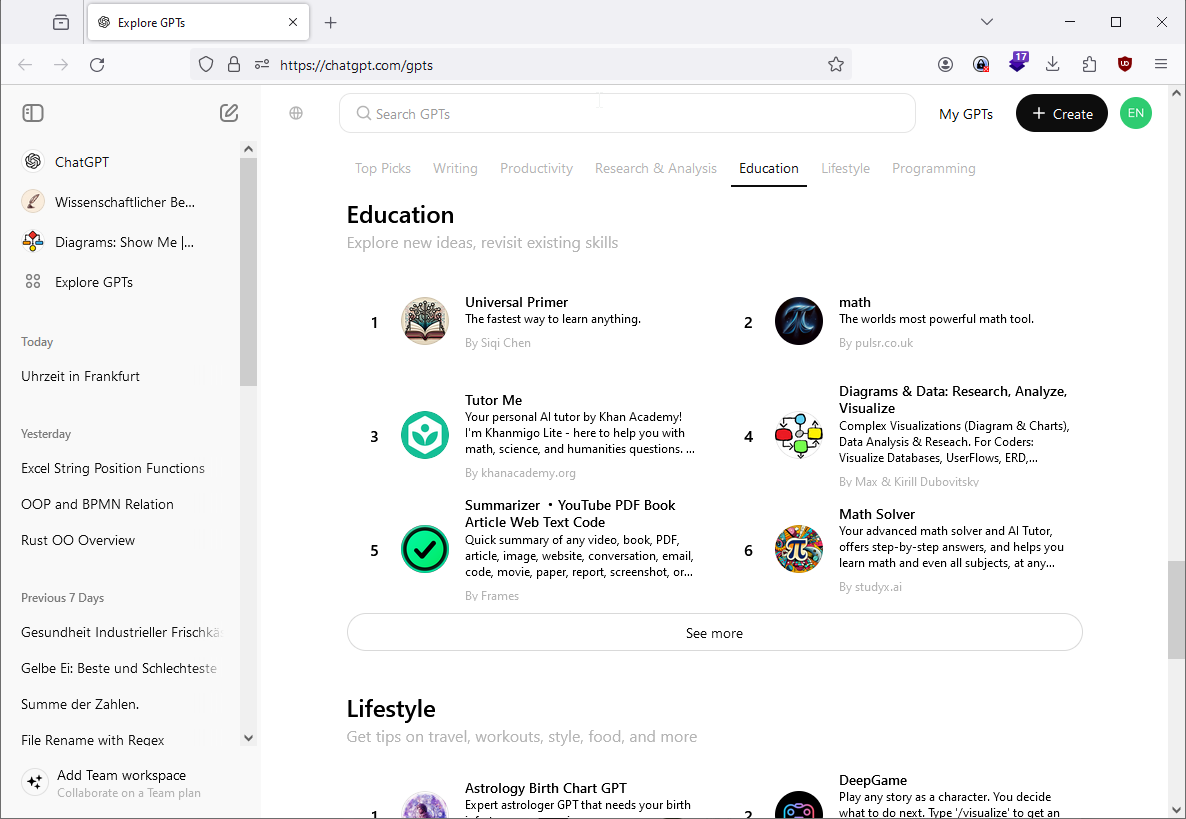 Explore GPTs
https://chatgpt.com/gpts
17
ChatGPT
Wissenschaftlicher Be...
Diagrams: Show Me |...
Explore GPTs
Today
Uhrzeit in Frankfurt
Yesterday
Excel String Position Functions
OOP and BPMN Relation
Rust OO Overview
Previous 7 Days
Gesundheit Industrieller Frischkäs
Gelbe Ei: Beste und Schlechteste
Summe der Zahlen.
File Rename with Regex
Add Team workspace
Collaborate on a Team plan
Search GPTs
My GPTs
Create
EN
Top Picks
Writing
Productivity
Research & Analysis
Education
Lifestyle
Programming
Education
Explore new ideas, revisit existing skills
1
Universal Primer
The fastest way to learn anything.
By Siqi Chen
2
math
The worlds most powerful math tool.
By pulsr.co.uk
3
Tutor Me
Your personal AI tutor by Khan Academy!
I'm Khanmigo Lite - here to help you with
math, science, and humanities questions. ...
By khanacademy.org
4
Diagrams & Data: Research, Analyze,
Visualize
Complex Visualizations (Diagram & Charts),
Data Analysis & Reseach. For Coders:
Visualize Databases, UserFlows, ERD,...
By Max & Kirill Dubovitsky
5
Summarizer・YouTube PDF Book
Article Web Text Code
Quick summary of any video, book, PDF,
article, image, website, conversation, email,
code, movie, paper, report, screenshot, or...
By Frames
6
Math Solver
Your advanced math solver and AI Tutor,
offers step-by-step answers, and helps you
learn math and even all subjects, at any...
By studyx.ai
See more
Lifestyle
Get tips on travel, workouts, style, food, and more
1
Astrology Birth Chart GPT
Expert astrologer GPT that needs your birth
2
DeepGame
Play any story as a character. You decide
what to do next. Type '/visualize' to get an